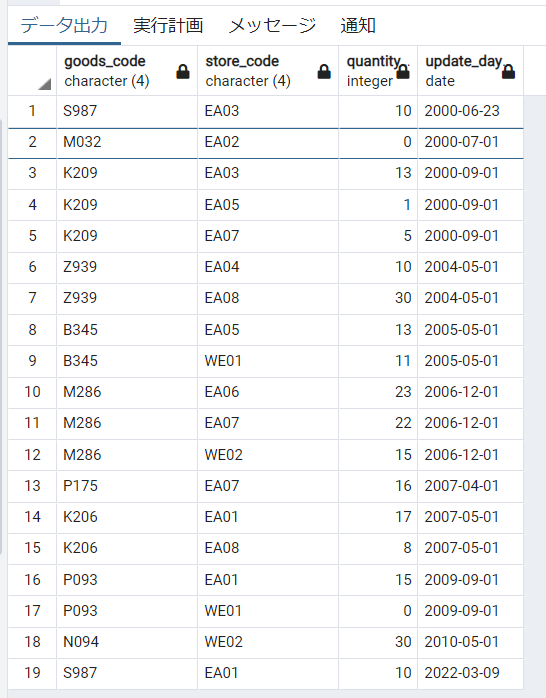 データ出力 実行計画 メッセージ 通知
goods_code store_code quantity update_day
character (4) character (4) integer date
1 S987 EA03 10 2000-06-23
2 M032 EA02 0 2000-07-01
3 K209 EA03 13 2000-09-01
4 K209 EA05 1 2000-09-01
5 K209 EA07 5 2000-09-01
6 Z939 EA04 10 2004-05-01
7 Z939 EA08 30 2004-05-01
8 B345 EA05 13 2005-05-01
9 B345 WE01 11 2005-05-01
10 M286 EA06 23 2006-12-01
11 M286 EA07 22 2006-12-01
12 M286 WE02 15 2006-12-01
13 P175 EA07 16 2007-04-01
14 K206 EA01 17 2007-05-01
15 K206 EA08 8 2007-05-01
16 P093 EA01 15 2009-09-01
17 P093 WE01 0 2009-09-01
18 N094 WE02 30 2010-05-01
19 S987 EA01 10 2022-03-09